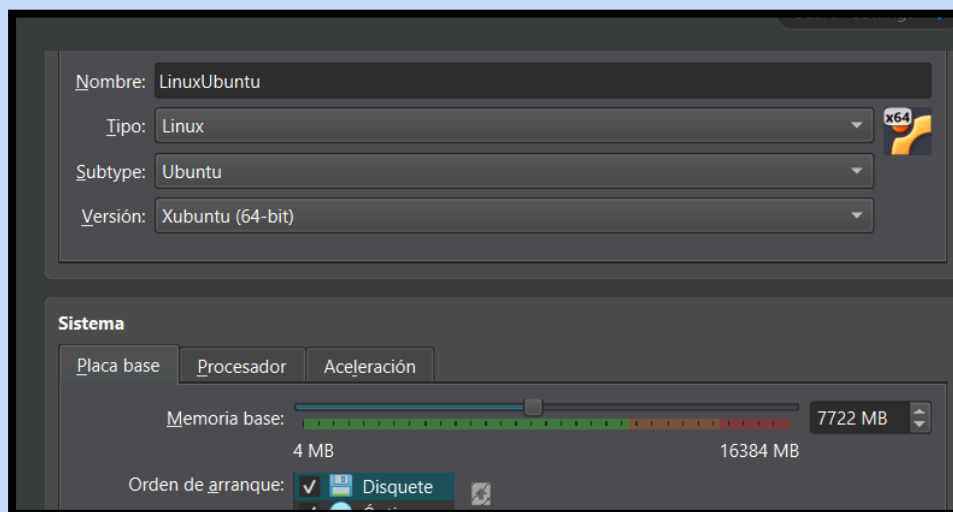 Nombre: LinuxUbuntu
x64
Tipo: Linux
Subtype: Ubuntu
Versión: Xubuntu (64-bit)
Sistema
Placa base Procesador Aceleración
Memoria base: 7722 MB
4 MB 16384 MB
Orden de arranque: Disquete